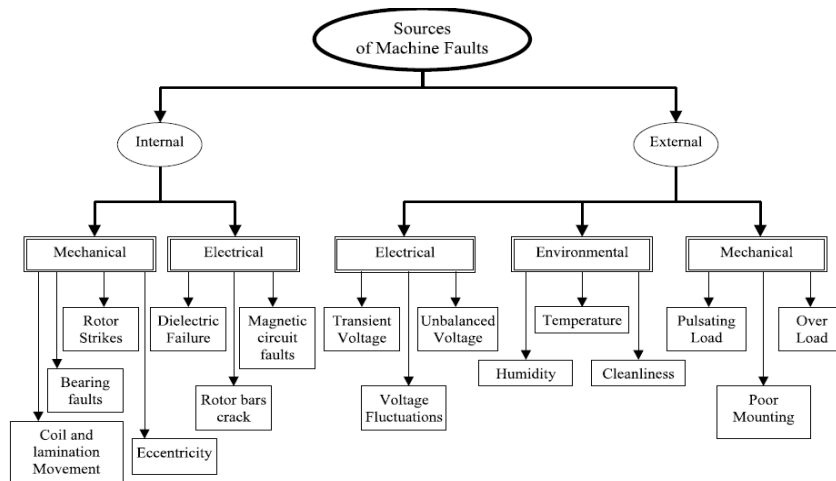 Sources
of Machine Faults
Internal
External
Mechanical
Electrical
Electrical
Environmental
Mechanical
Rotor
Strikes
Dielectric
Failure
Magnetic
circuit
faults
Transient
Voltage
Unbalanced
Voltage
Temperature
Pulsating
Load
Over
Load
Bearing
faults
Rotor bars
crack
Voltage
Fluctuations
Humidity
Cleanliness
Poor
Mounting
Coil and
lamination
Movement
Eccentricity